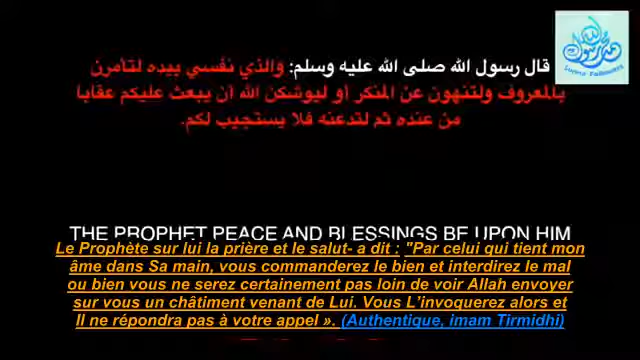 قال رسول الله صلى الله عليه وسلم: والذي نفسي بيده لتأمرن
بالمعروف ولتنهون عن المنكر أو ليوشكن الله أن يبعث عليكم عقابا
من عنده ثم لتدعنه فلا يستجيب لكم.
THE PROPHET PEACE AND BLESSINGS BE UPON HIM
Le Prophète sur lui la prière et le salut- a dit : "Par celui qui tient mon
âme dans Sa main, vous commanderez le bien et interdirez le mal
ou bien vous ne serez certainement pas loin de voir Allah envoyer
sur vous un châtiment venant de Lui. Vous L'invoquerez alors et
Il ne répondra pas à votre appel ». (Authentique, imam Tirmidhi)